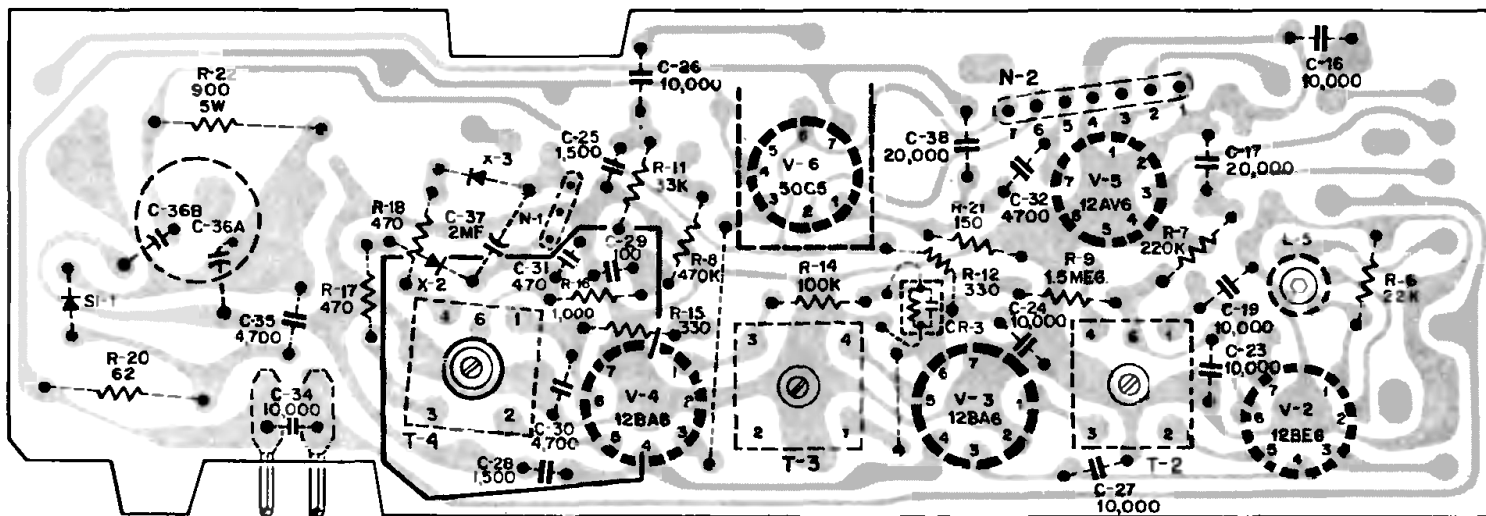 R-22
900
5W
C-26
10,000
N-2
7 6 5 4 3 2 1
C-16
10,000
C-25
1,500
X-3
R-11
33K
6
5 7
4
3 1
2
V-6
50C5
C-38
20,000
C-32
4700
1
7 2
3
6 4
5
V-5
12AV6
C-17
20,000
C-36B
C-36A
R-18
470
C-37
2MF
N-1
C-29
100
R-21
150
R-7
220K
L-5
SI-1
R-17
470
X-2
C-31
470
R-16
1,000
R-8
470K
R-14
100K
R-12
330
R-9
1.5MEG
R-6
22K
C-35
4,700
R-15
330
CR-3
C-24
10,000
C-19
10,000
C-23
10,000
R-20
62
4 6 1
3 2
T-4
7
6 1
2
5 3
4
V-4
12BA6
3 4
2 1
T-3
7
6
5 1
4 2
3
V-3
12BA6
4 6 1
3 2
T-2
7 1
6 2
5 3
4
V-2
12BE6
C-34
10,000
C-30
4,700
C-28
1,500
C-27
10,000